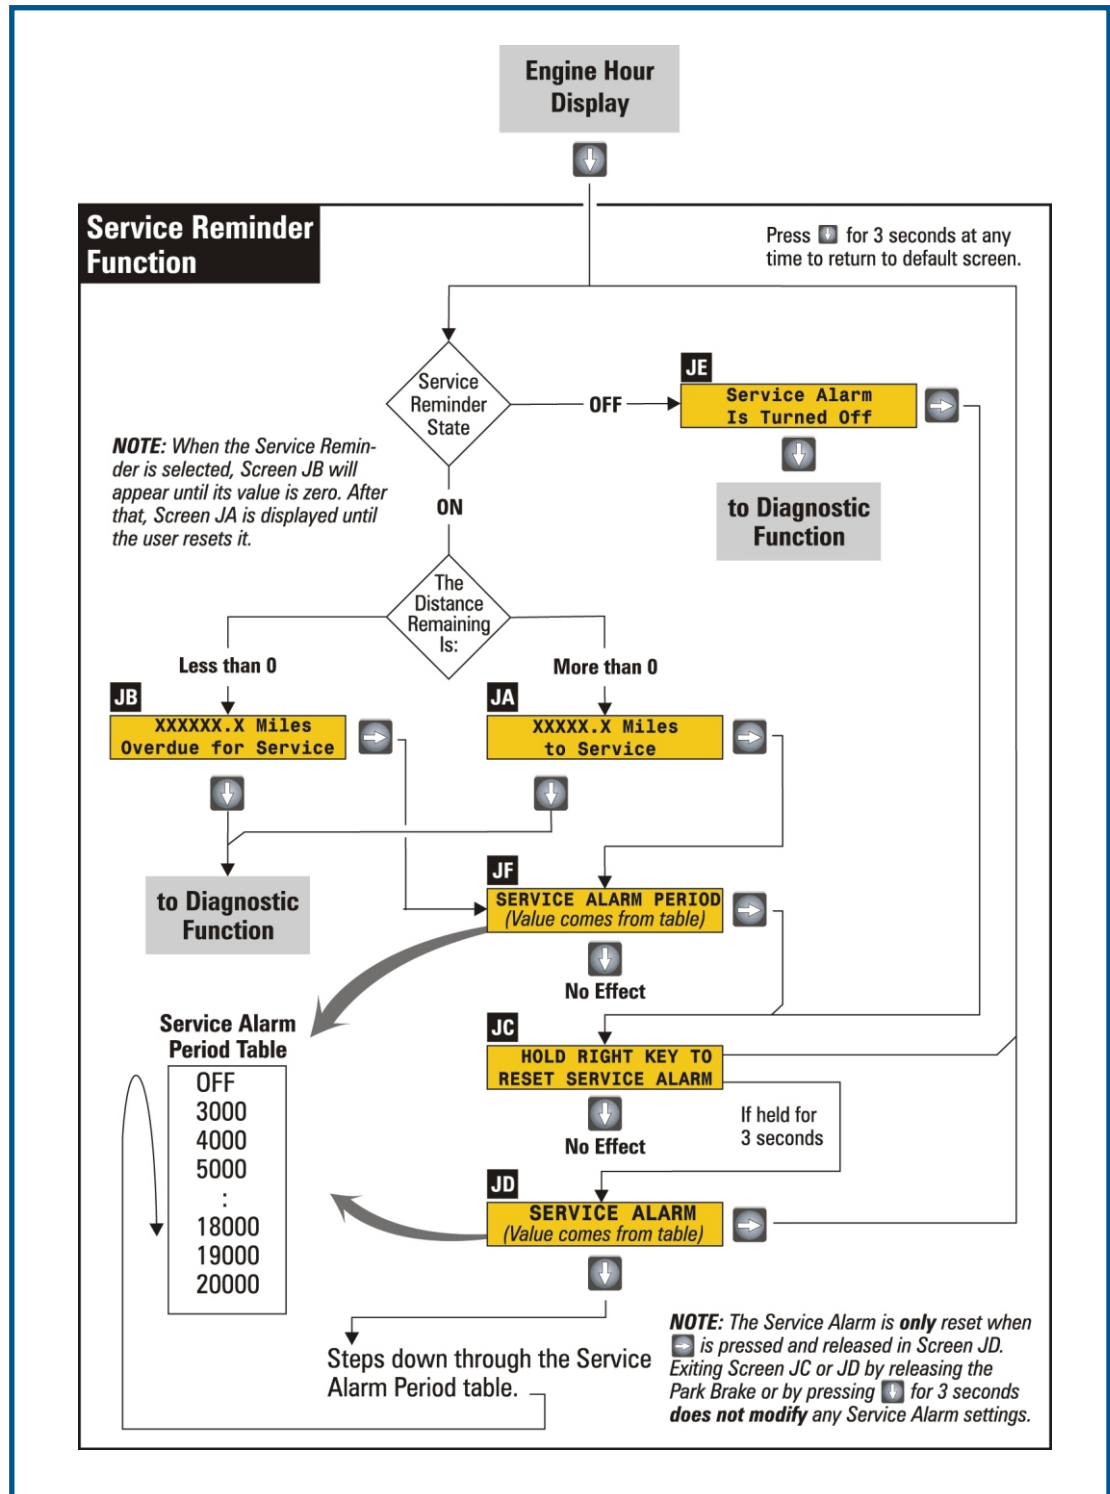 Engine Hour
Display
Service Reminder
Function
Press for 3 seconds at any
time to return to default screen.
Service
Reminder
State
OFF
JE
Service Alarm
Is Turned Off
NOTE: When the Service Remin-
der is selected, Screen JB will
appear until its value is zero. After
that, Screen JA is displayed until
the user resets it.
ON
to Diagnostic
Function
The
Distance
Remaining
Is:
Less than 0
More than 0
JB
XXXXXX.X Miles
Overdue for Service
JA
XXXXX.X Miles
to Service
to Diagnostic
Function
JF
SERVICE ALARM PERIOD
(Value comes from table)
No Effect
Service Alarm
Period Table
OFF
3000
4000
5000
:
18000
19000
20000
JC
HOLD RIGHT KEY TO
RESET SERVICE ALARM
No Effect
If held for
3 seconds
JD
SERVICE ALARM
(Value comes from table)
Steps down through the Service
Alarm Period table.
NOTE: The Service Alarm is only reset when
is pressed and released in Screen JD.
Exiting Screen JC or JD by releasing the
Park Brake or by pressing for 3 seconds
does not modify any Service Alarm settings.